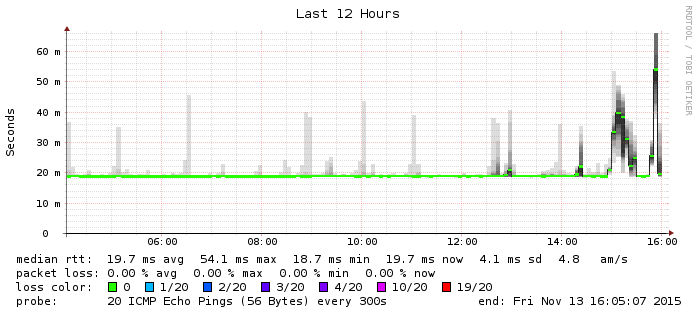 Last 12 Hours
RRDTOOL / TOBI OETIKER
Seconds
60 m
50 m
40 m
30 m
20 m
10 m
0
06:00 08:00 10:00 12:00 14:00 16:00
median rtt: 19.7 ms avg 54.1 ms max 18.7 ms min 19.7 ms now 4.1 ms sd 4.8 am/s
packet loss: 0.00 % avg 0.00 % max 0.00 % min 0.00 % now
loss color: 0 1/20 2/20 3/20 4/20 10/20 19/20
probe: 20 ICMP Echo Pings (56 Bytes) every 300s end: Fri Nov 13 16:05:07 2015